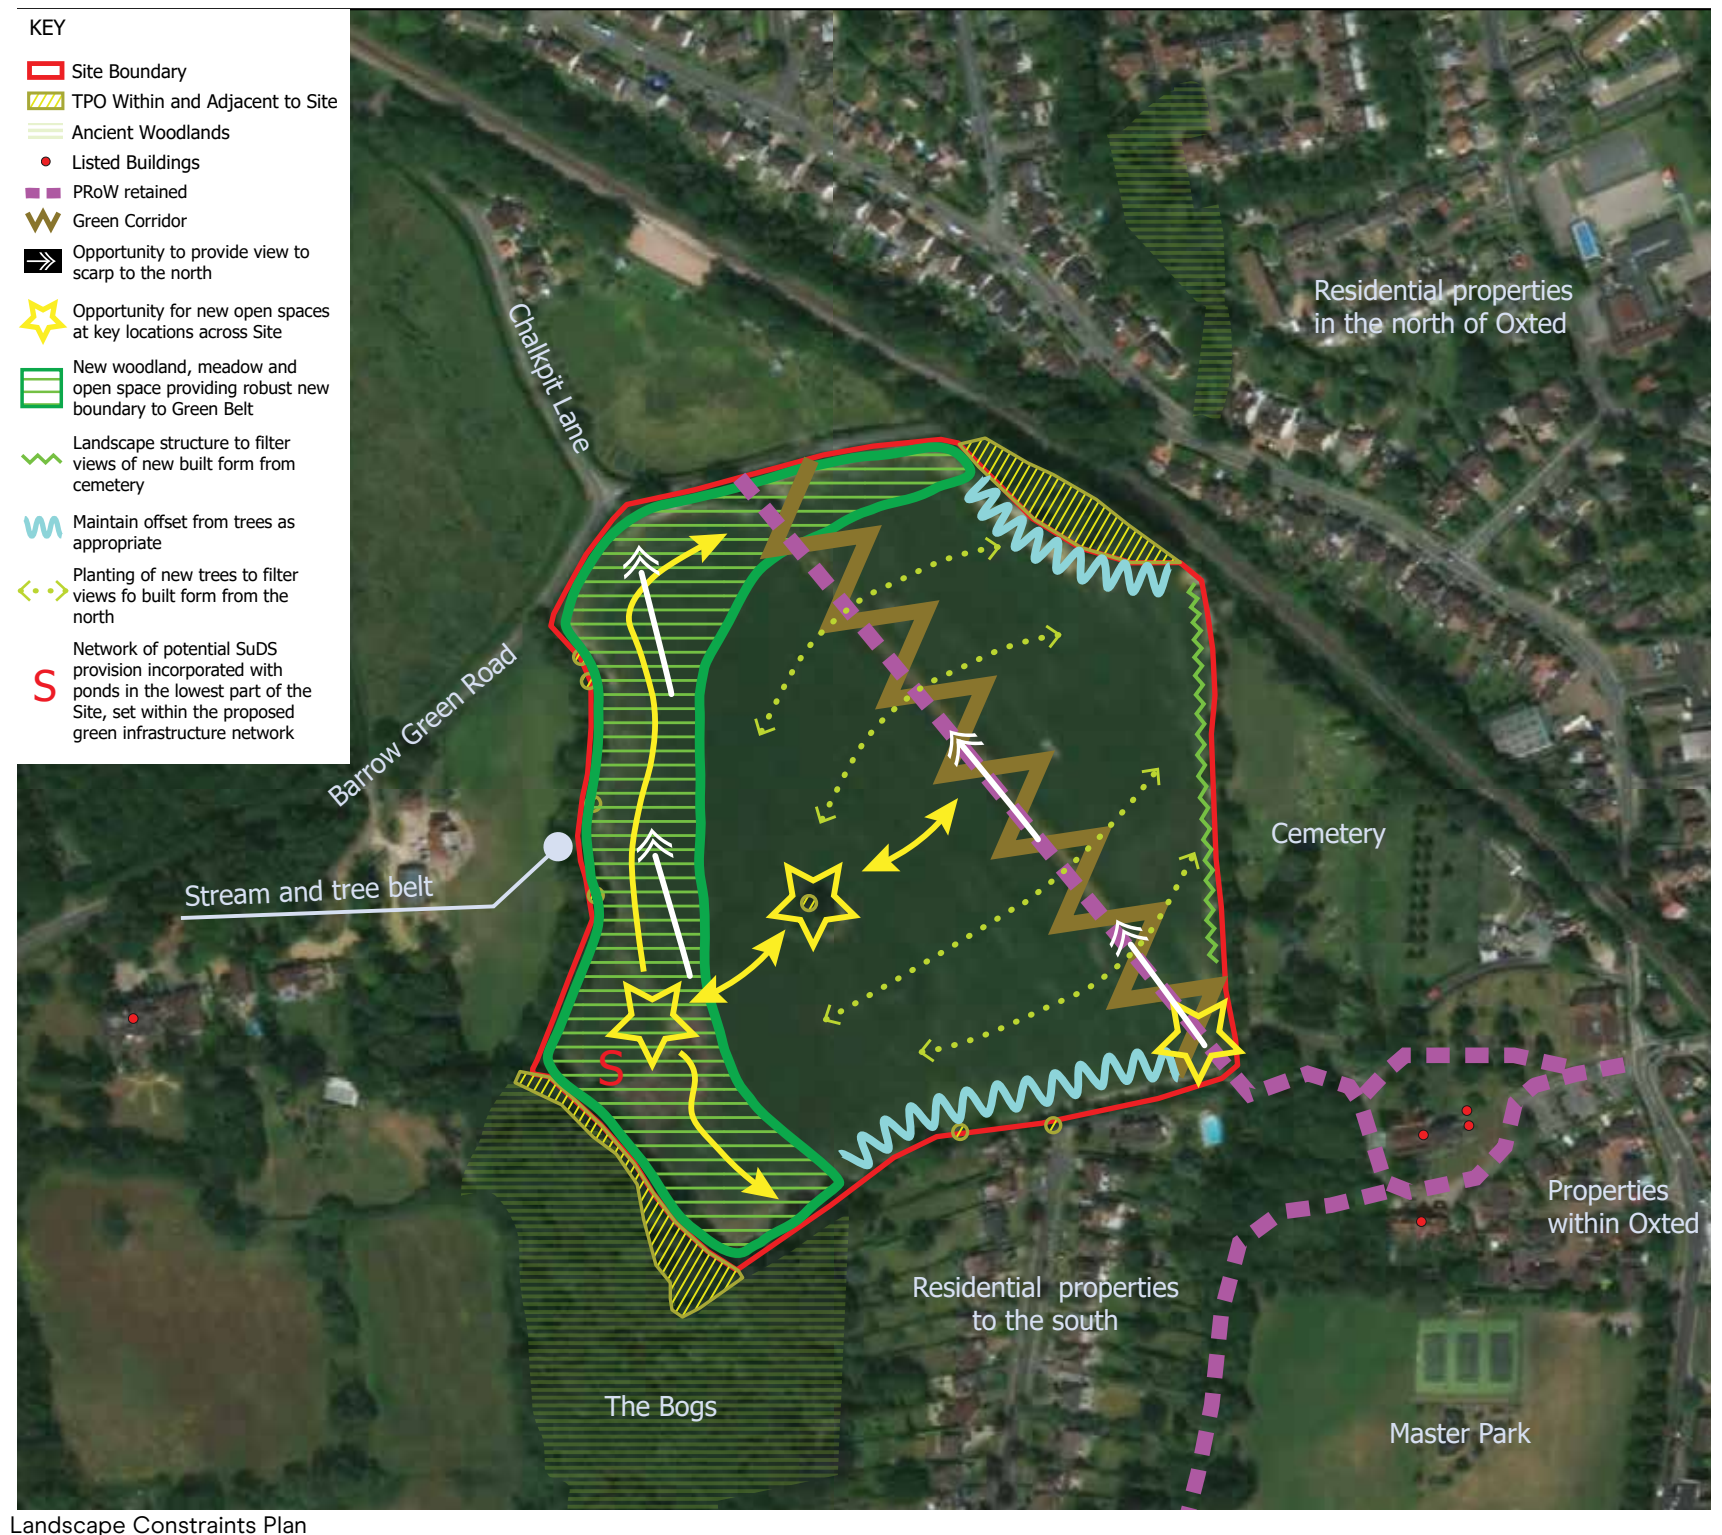 KEY
Site Boundary
TPO Within and Adjacent to Site
Ancient Woodlands
Listed Buildings
PRoW retained
Green Corridor
Opportunity to provide view to
scarp to the north
Opportunity for new open spaces
at key locations across Site
New woodland, meadow and
open space providing robust new
boundary to Green Belt
Landscape structure to filter
views of new built form from
cemetery
Maintain offset from trees as
appropriate
Planting of new trees to filter
views fo built form from the
north
S
Network of potential SuDS
provision incorporated with
ponds in the lowest part of the
Site, set within the proposed
green infrastructure network
Chalkpit Lane
Residential properties
in the north of Oxted
Barrow Green Road
Cemetery
Stream and tree belt
S
Properties
within Oxted
Residential properties
to the south
The Bogs
Master Park
Landscape Constraints Plan